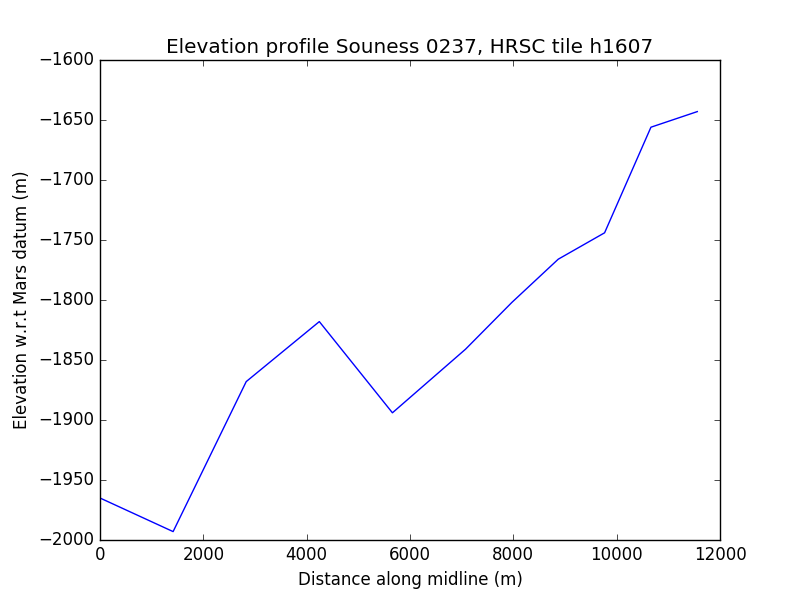 Elevation profile Souness 0237, HRSC tile h1607
−1600
−1650
−1700
−1750
−1800
−1850
−1900
−1950
−2000
Elevation w.r.t Mars datum (m)
0 2000 4000 6000 8000 10000 12000
Distance along midline (m)